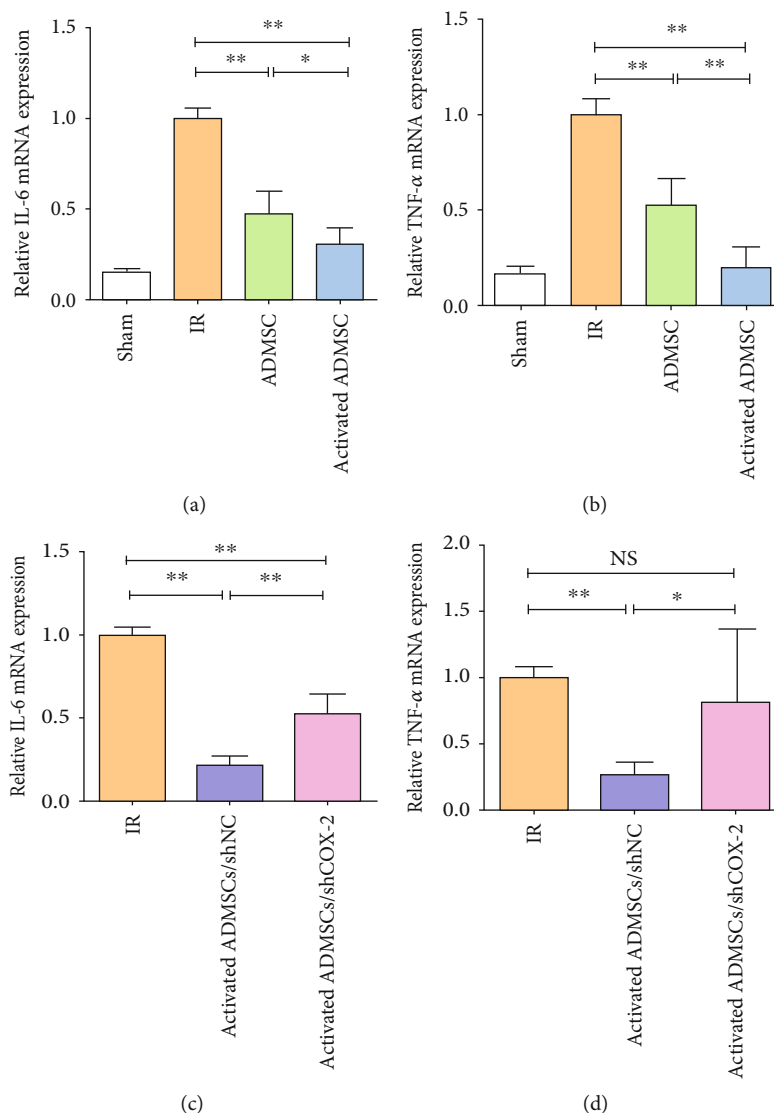 Relative IL-6 mRNA expression
1.5
1.0
0.5
0.0
**
** *
Sham
IR
ADMSC
Activated ADMSC
(a)
Relative TNF-α mRNA expression
1.5
1.0
0.5
0.0
**
** **
Sham
IR
ADMSC
Activated ADMSC
(b)
Relative IL-6 mRNA expression
1.5
1.0
0.5
0.0
**
** **
IR
Activated ADMSCs/shNC
Activated ADMSCs/shCOX-2
(c)
Relative TNF-α mRNA expression
2.0
1.5
1.0
0.5
0.0
NS
** *
IR
Activated ADMSCs/shNC
Activated ADMSCs/shCOX-2
(d)